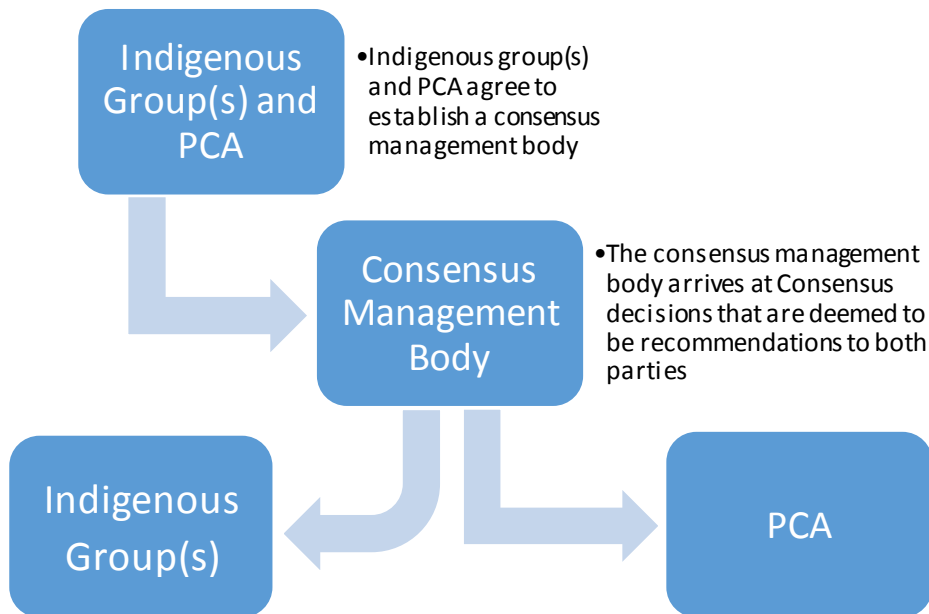 Indigenous
Group(s) and
PCA
•Indigenous group(s)
and PCA agree to
establish a consensus
management body
Consensus
Management
Body
•The consensus management
body arrives at Consensus
decisions that are deemed to
be recommendations to both
parties
Indigenous
Group(s)
PCA